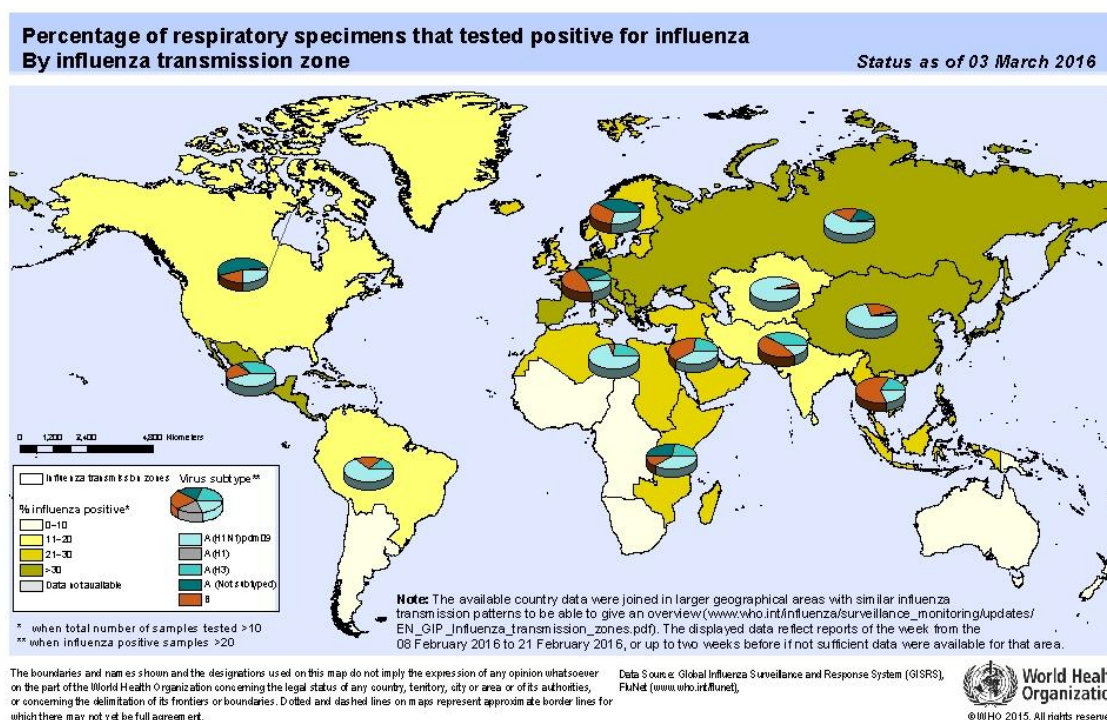 Percentage of respiratory specimens that tested positive for influenza
By influenza transmission zone
Status as of 03 March 2016
0 1,200 2,400 4,800 Kilometers
Influenza transmission zones
Virus subtype**
% influenza positive*
0-10
11-20
21-30
>30
Data not available
A(H1N1)pdm09
A(H1)
A(H3)
A (Not subtyped)
B
* when total number of samples tested >10
** when influenza positive samples >20
Note: The available country data were joined in larger geographical areas with similar influenza
transmission patterns to be able to give an overview (www.who.int/influenza/surveillance_monitoring/updates/
EN_GIP_Influenza_transmission_zones.pdf). The displayed data reflect reports of the week from the
08 February 2016 to 21 February 2016, or up to two weeks before if not sufficient data were available for that area.
The boundaries and names shown and the designations used on this map do not imply the expression of any opinion whatsoever
on the part of the World Health Organization concerning the legal status of any country, territory, city or area or of its authorities,
or concerning the delimitation of its frontiers or boundaries. Dotted and dashed lines on maps represent approximate border lines for
which there may not yet be full agreement.
Data Source: Global Influenza Surveillance and Response System (GISRS),
FluNet (www.who.int/flunet),
World Heal
Organizatio
© WHO 2015. All rights reserve